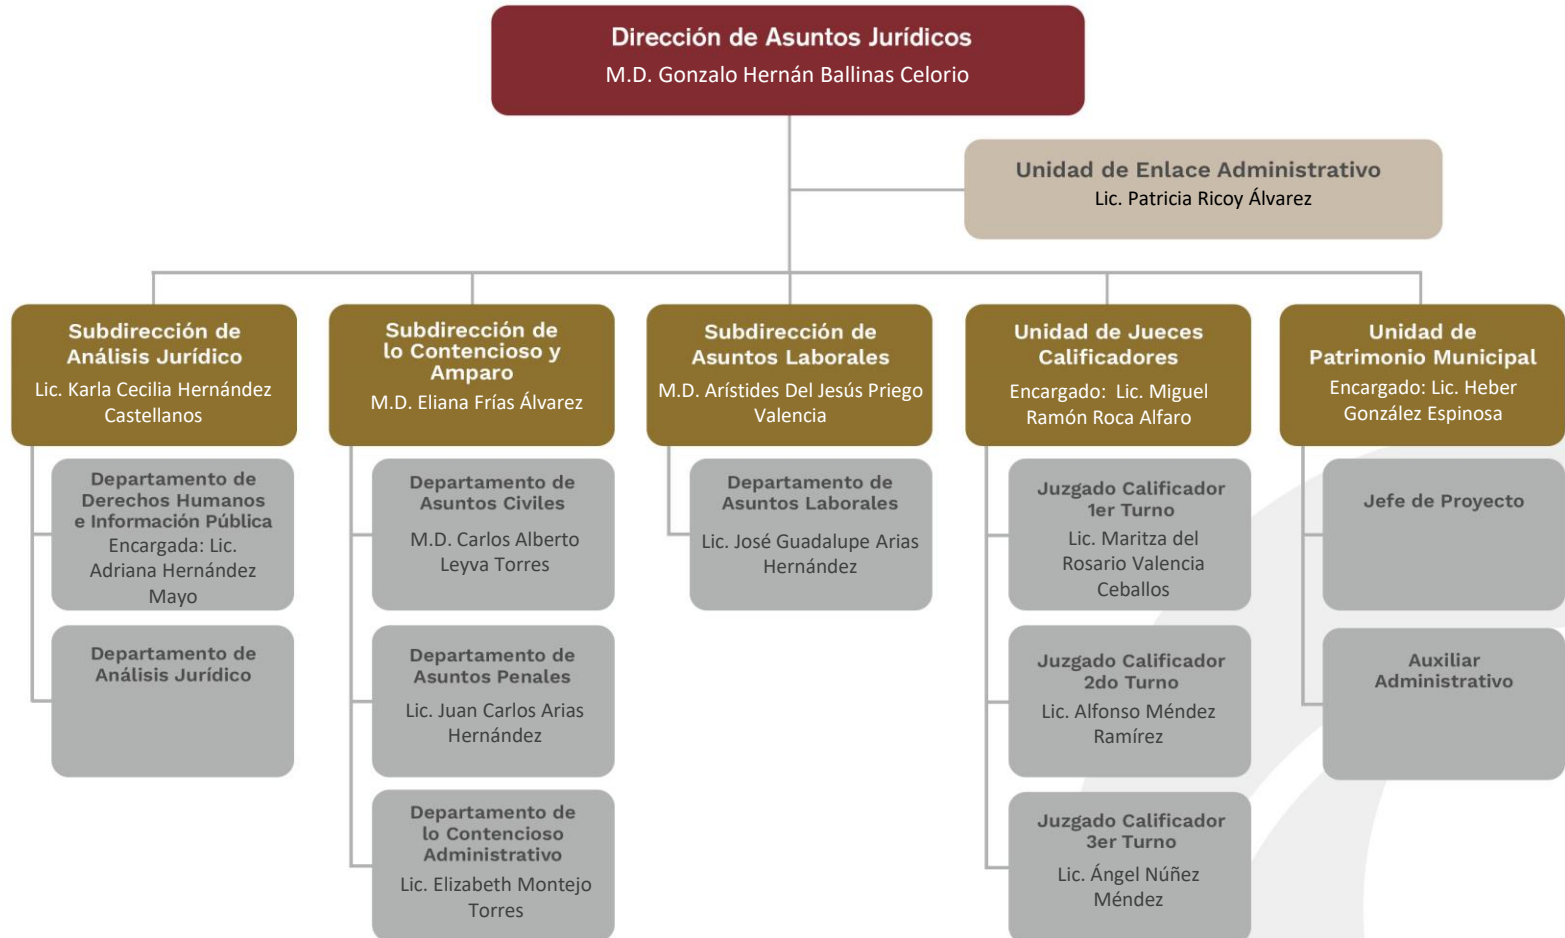 Dirección de Asuntos Jurídicos
M.D. Gonzalo Hernán Ballinas Celorio
Unidad de Enlace Administrativo
Lic. Patricia Ricoy Álvarez
Subdirección de
Análisis Jurídico
Lic. Karla Cecilia Hernández
Castellanos
Subdirección de
lo Contencioso y
Amparo
M.D. Eliana Frías Álvarez
Subdirección de
Asuntos Laborales
M.D. Arístides Del Jesús Priego
Valencia
Unidad de Jueces
Calificadores
Encargado:  Lic. Miguel
Ramón Roca Alfaro
Unidad de
Patrimonio Municipal
Encargado: Lic. Heber
González Espinosa
Departamento de
Derechos Humanos
e Información Pública
Encargada: Lic.
Adriana Hernández
Mayo
Departamento de
Análisis Jurídico
Departamento de
Asuntos Civiles
M.D. Carlos Alberto
Leyva Torres
Departamento de
Asuntos Penales
Lic. Juan Carlos Arias
Hernández
Departamento de
lo Contencioso
Administrativo
Lic. Elizabeth Montejo
Torres
Departamento de
Asuntos Laborales
Lic. José Guadalupe Arias
Hernández
Juzgado Calificador
1er Turno
Lic. Maritza del
Rosario Valencia
Ceballos
Juzgado Calificador
2do Turno
Lic. Alfonso Méndez
Ramírez
Juzgado Calificador
3er Turno
Lic. Ángel Núñez
Méndez
Jefe de Proyecto
Auxiliar
Administrativo